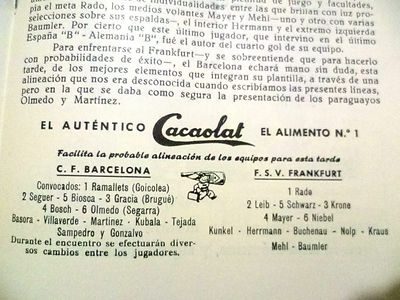 individualidades entre las que brillan con luz pro-
el meta Rado, los medios volantes Mayer y Mehl—uno y otro con varias
selecciones sobre sus espaldas—, el interior Hermann y el extremo izquierda
Baumler. Por cierto que este último jugador, que intervino en el último
España "B" - Alemania "B", fué el autor del cuarto gol de su equipo.
Para enfrentarse al Frankfurt—y se sobreentiende que para hacerlo
con probabilidades de éxito—, el Barcelona echará mano sin duda, esta
tarde, de los mejores elementos que integran su plantilla, a través de una
alineación que nos era desconocida cuando escribíamos las presentes líneas,
pero en la que se daba como segura la presentación de los paraguayos
Olmedo y Martínez.
EL AUTÉNTICO Cacaolat EL ALIMENTO N.º 1
Facilita la probable alineación de los equipos para esta tarde
C. F. BARCELONA
Convocados: 1 Ramallets (Goicolea)
2 Seguer - 5 Biosca - 3 Gracia (Brugué)
4 Bosch - 6 Olmedo (Segarra)
Basora - Villaverde - Martínez - Kubala - Tejada
Sampedro y Gonzalvo
Durante el encuentro se efectuarán diver-
sos cambios entre los jugadores.
F. S. V. FRANKFURT
1 Rado
2 Leib - 5 Schwarz - 3 Krone
4 Mayer - 6 Niebel
Kunkel - Herrmann - Buchenau - Nolp - Kraus
Mehl - Baumler